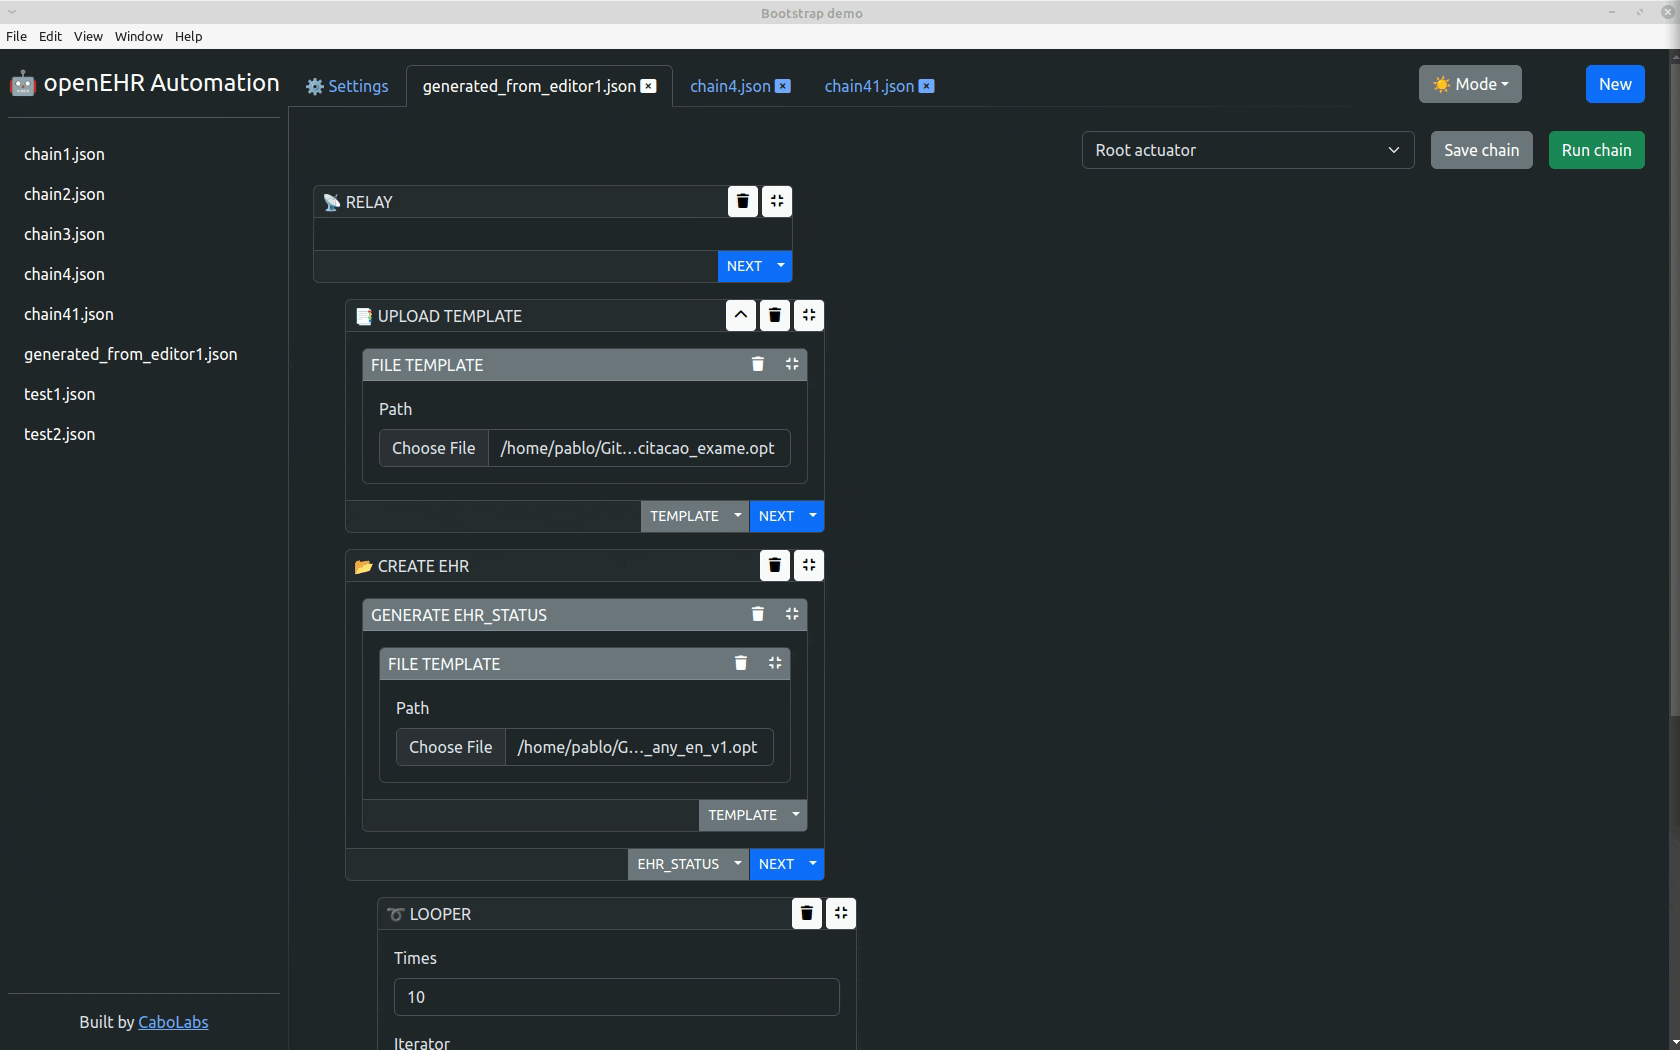 Bootstrap demo
File Edit View Window Help
openEHR Automation
Settings generated_from_editor1.json chain4.json chain41.json
Mode New
Root actuator Save chain Run chain
chain1.json
chain2.json
chain3.json
chain4.json
chain41.json
generated_from_editor1.json
test1.json
test2.json
Built by CaboLabs
RELAY
NEXT
UPLOAD TEMPLATE
FILE TEMPLATE
Path
Choose File /home/pablo/Git...citacao_exame.opt
TEMPLATE NEXT
CREATE EHR
GENERATE EHR_STATUS
FILE TEMPLATE
Path
Choose File /home/pablo/G..._any_en_v1.opt
TEMPLATE
EHR_STATUS NEXT
LOOPER
Times
10
Iterator